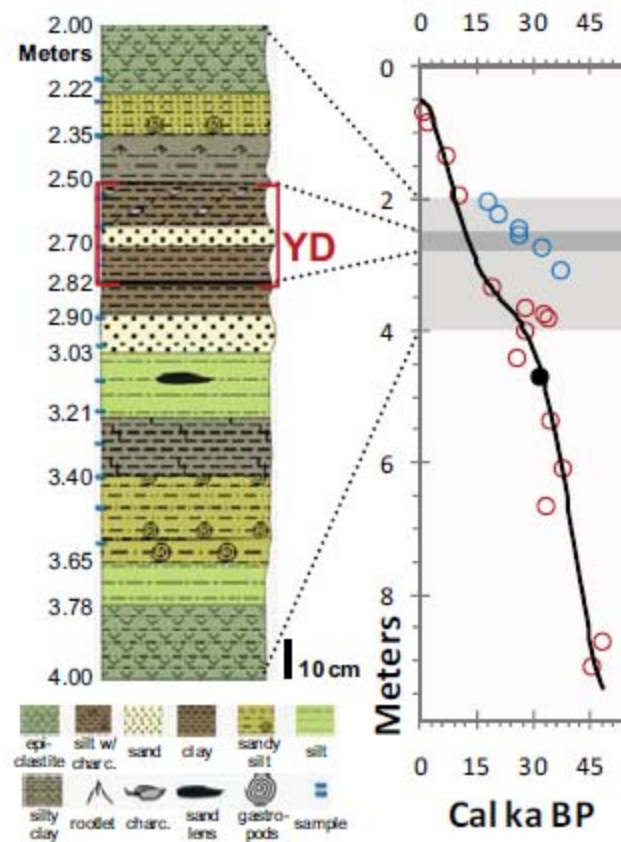 2.00
Meters
2.22
2.35
2.50
2.70
2.82
2.90
3.03
3.21
3.40
3.65
3.78
4.00
YD
10 cm
epi-
clastite
silt w/
charc.
sand
clay
sandy
silt
silt
silty
clay
rootlet
charc.
sand
lens
gastro-
pods
sample
0 15 30 45
0
2
4
6
8
Meters
0 15 30 45
Cal ka BP